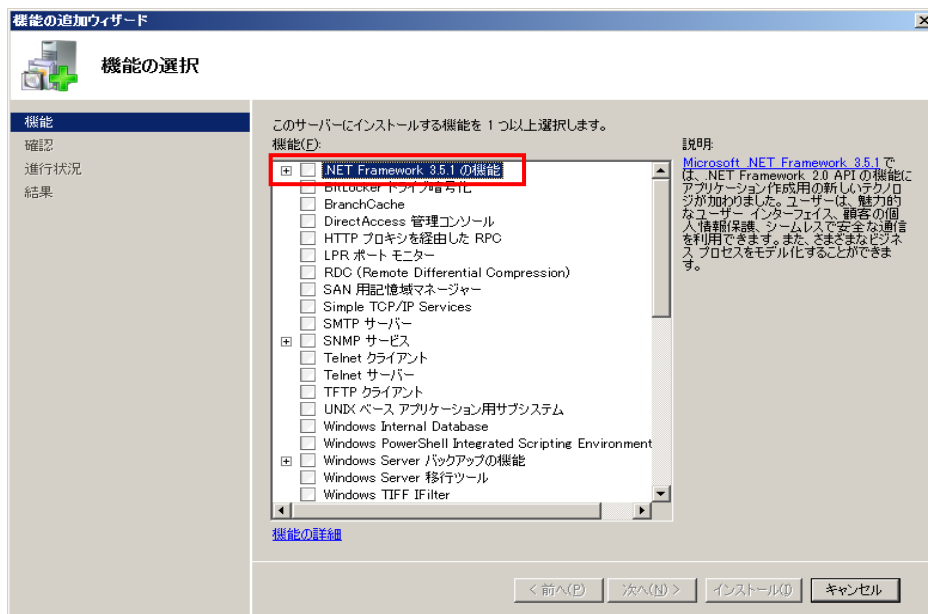 機能の追加ウィザード
機能の選択
機能
確認
進行状況
結果
このサーバーにインストールする機能を 1 つ以上選択します。
機能(F):
.NET Framework 3.5.1 の機能
BitLocker ドライブ暗号化
BranchCache
DirectAccess 管理コンソール
HTTP プロキシを経由した RPC
LPR ポート モニター
RDC (Remote Differential Compression)
SAN 用記憶域マネージャー
Simple TCP/IP Services
SMTP サーバー
SNMP サービス
Telnet クライアント
Telnet サーバー
TFTP クライアント
UNIX ベース アプリケーション用サブシステム
Windows Internal Database
Windows PowerShell Integrated Scripting Environment
Windows Server バックアップの機能
Windows Server 移行ツール
Windows TIFF IFilter
機能の詳細
説明:
Microsoft .NET Framework 3.5.1 で
は、.NET Framework 2.0 API の機能に
アプリケーション作成用の新しいテクノロ
ジが加わりました。ユーザーは、魅力的
なユーザー インターフェイス、顧客の個
人情報保護、シームレスで安全な通信
を利用できます。また、さまざまなビジネ
ス プロセスをモデル化することができま
す。
< 前へ(P)
次へ(N) >
インストール(I)
キャンセル